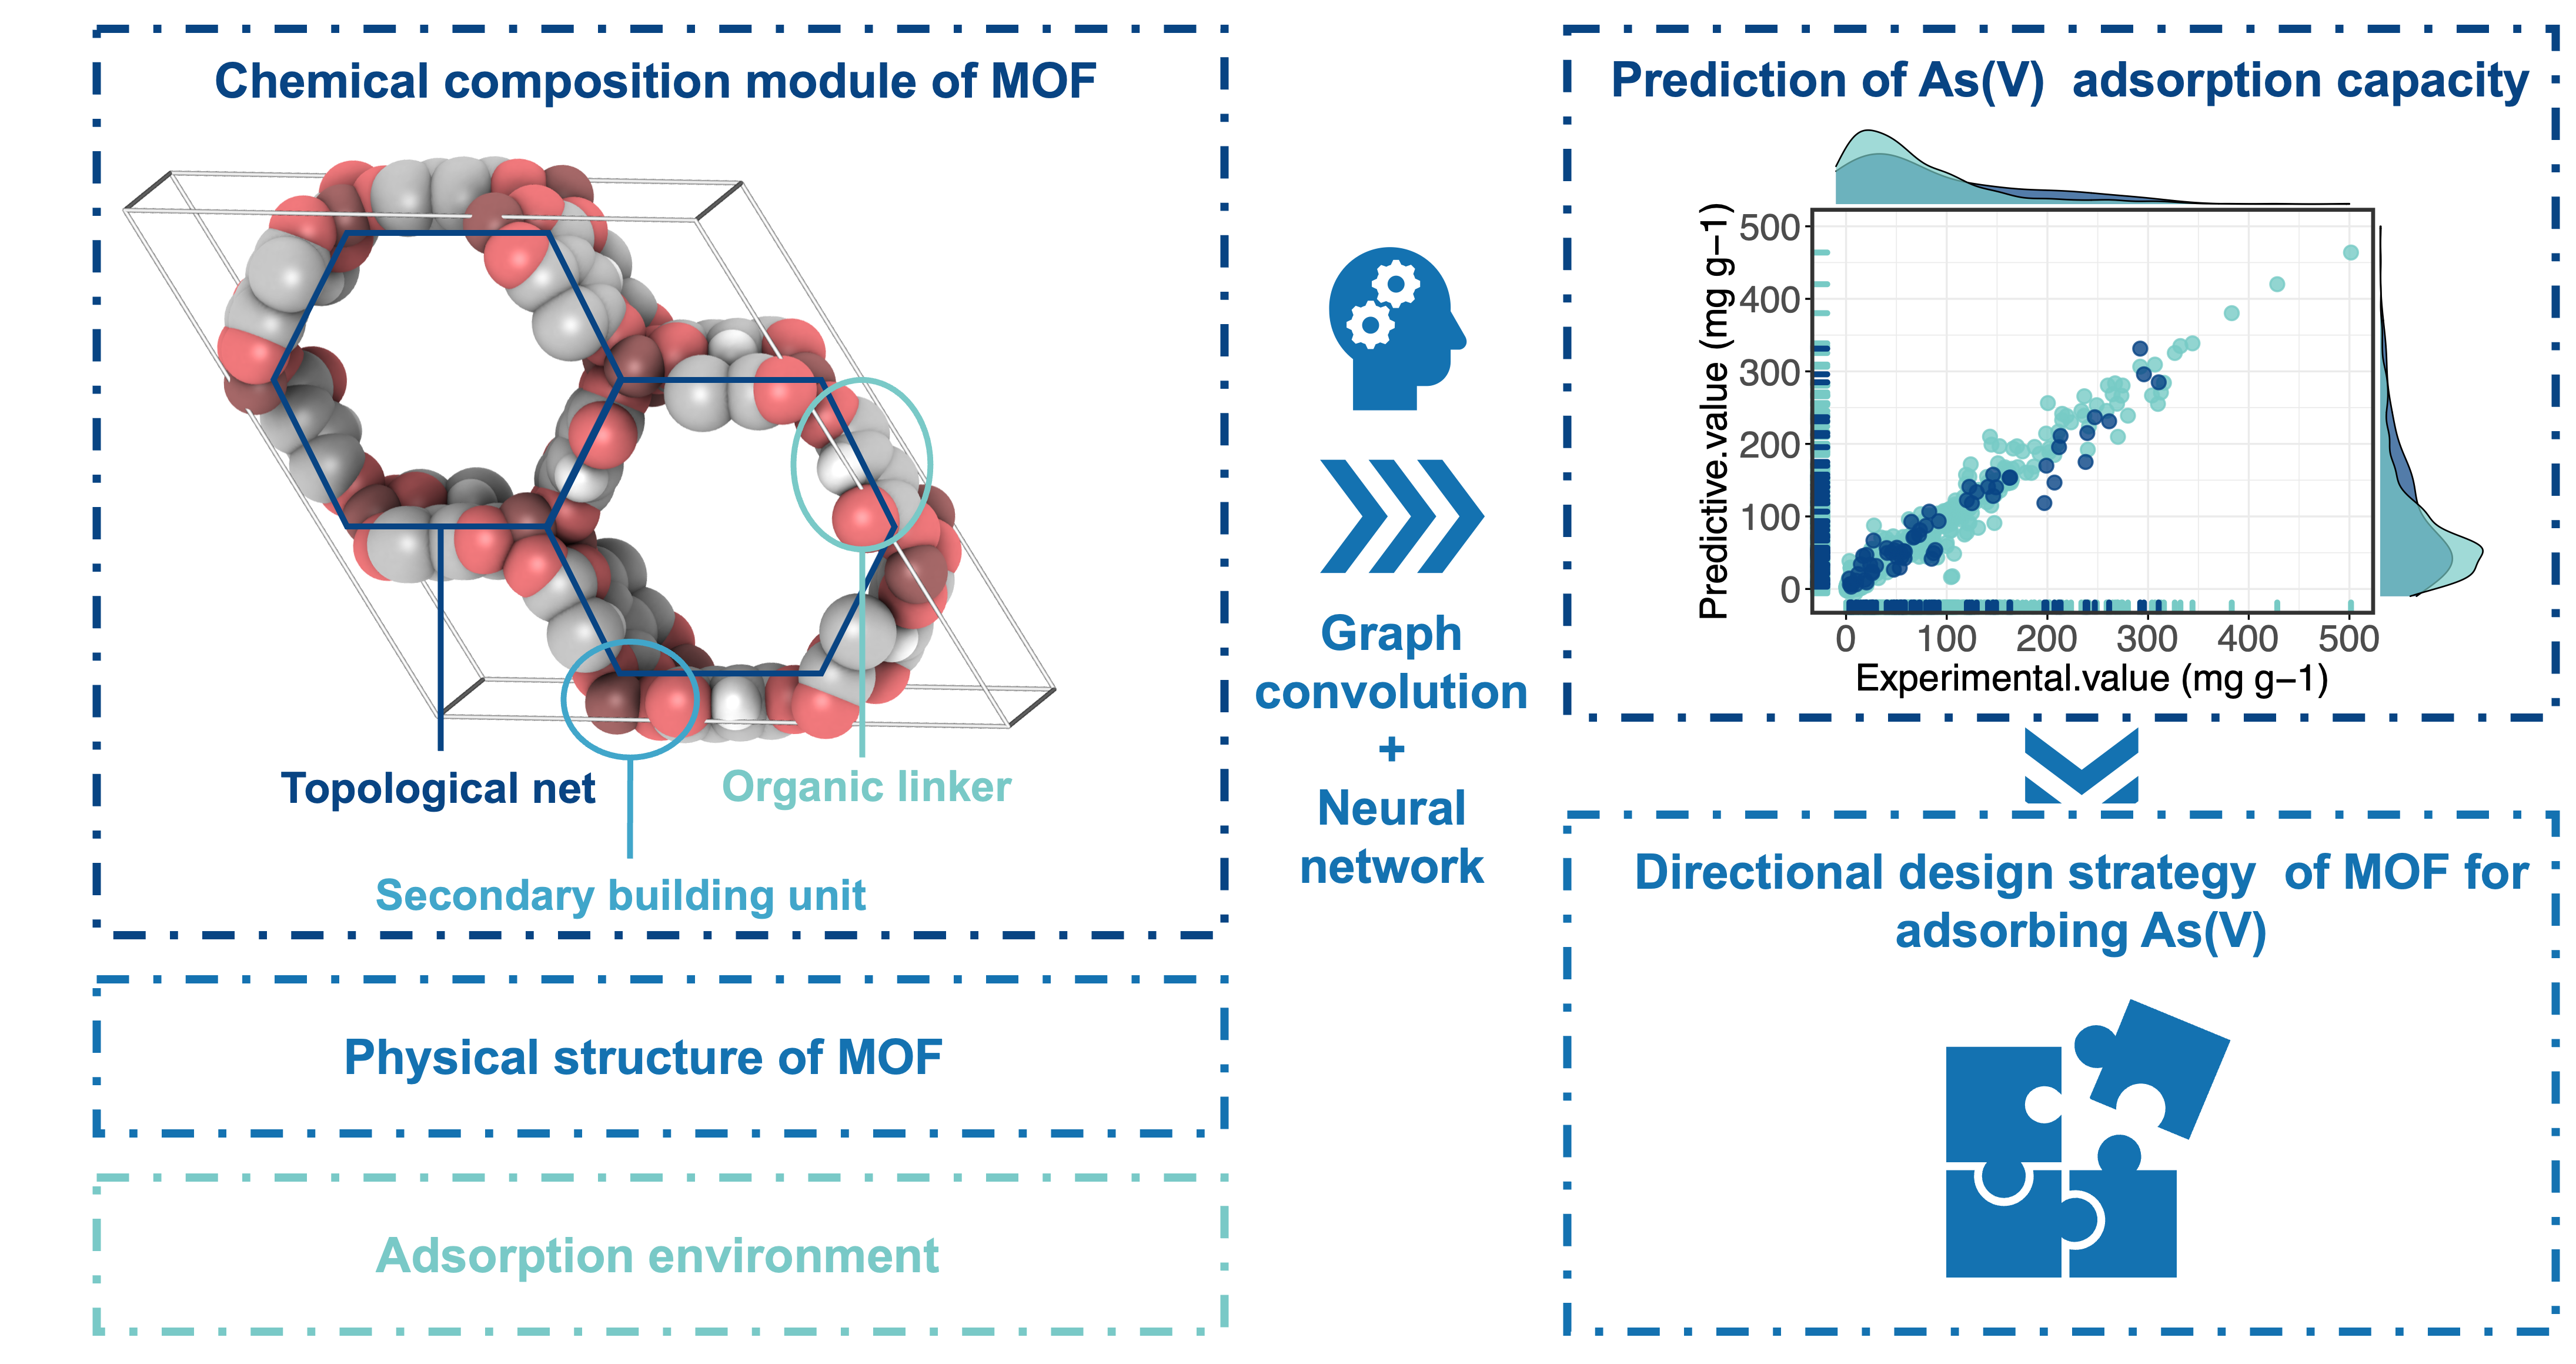 Chemical composition module of MOF
Topological net
Organic linker
Secondary building unit
Physical structure of MOF
Adsorption environment
Graph
convolution
+
Neural
network
Prediction of As(V)  adsorption capacity
Predictive.value (mg g−1)
500
400
300
200
100
0
0 100 200 300 400 500
Experimental.value (mg g−1)
Directional design strategy  of MOF for
adsorbing As(V)